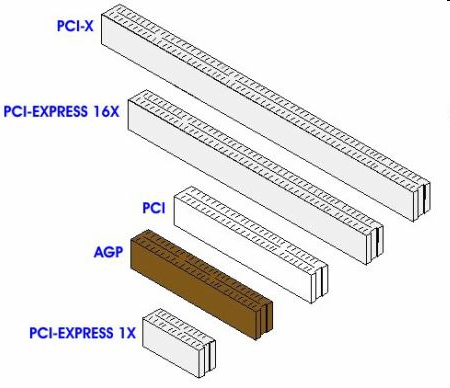 PCI-X
PCI-EXPRESS 16X
PCI
AGP
PCI-EXPRESS 1X